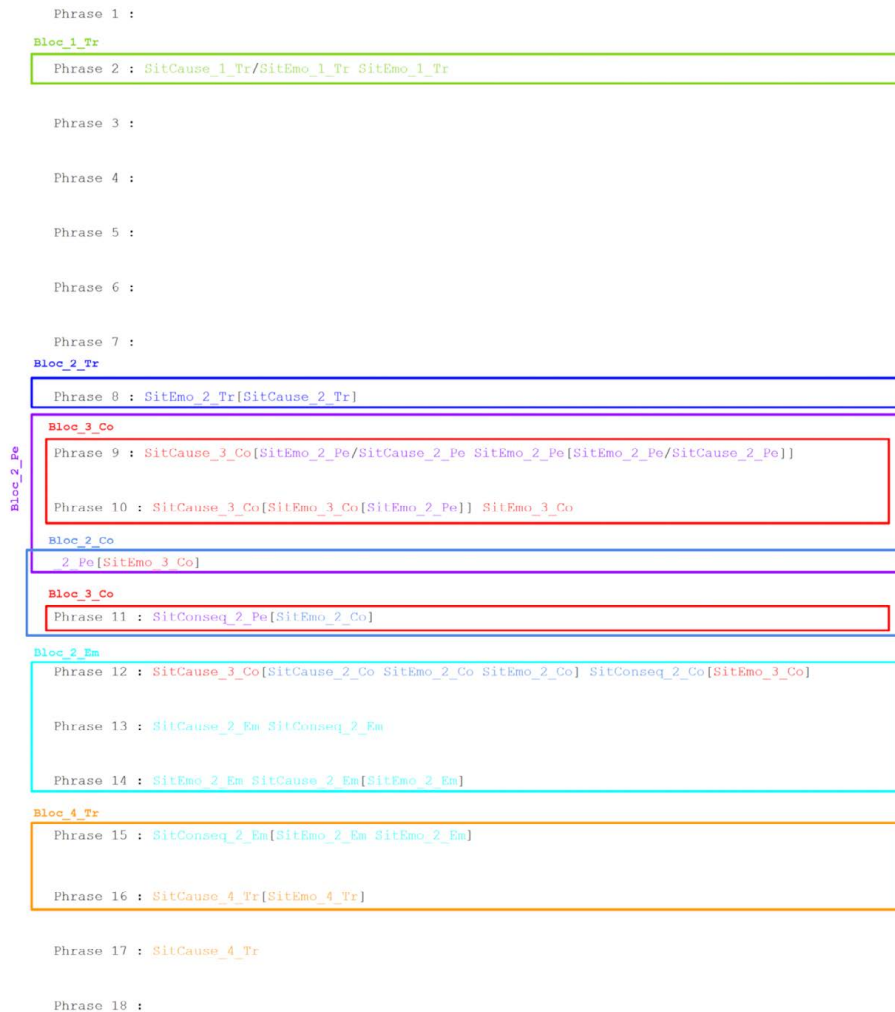 Phrase 1 :
Bloc_1_Tr
Phrase 2 : SitCause_1_Tr/SitEmo_1_Tr SitEmo_1_Tr
Phrase 3 :
Phrase 4 :
Phrase 5 :
Phrase 6 :
Phrase 7 :
Bloc_2_Tr
Phrase 8 : SitEmo_2_Tr[SitCause_2_Tr]
Bloc_2_Pe
Bloc_3_Co
Phrase 9 : SitCause_3_Co[SitEmo_2_Pe/SitCause_2_Pe SitEmo_2_Pe[SitEmo_2_Pe/SitCause_2_Pe]]
Phrase 10 : SitCause_3_Co[SitEmo_3_Co[SitEmo_2_Pe]] SitEmo_3_Co
Bloc_2_Co
_2_Pe[SitEmo_3_Co]
Bloc_3_Co
Phrase 11 : SitConseq_2_Pe[SitEmo_2_Co]
Bloc_2_Em
Phrase 12 : SitCause_3_Co[SitCause_2_Co SitEmo_2_Co SitEmo_2_Co] SitConseq_2_Co[SitEmo_3_Co]
Phrase 13 : SitCause_2_Em SitConseq_2_Em
Phrase 14 : SitEmo_2_Em SitCause_2_Em[SitEmo_2_Em]
Bloc_4_Tr
Phrase 15 : SitConseq_2_Em[SitEmo_2_Em SitEmo_2_Em]
Phrase 16 : SitCause_4_Tr[SitEmo_4_Tr]
Phrase 17 : SitCause_4_Tr
Phrase 18 :